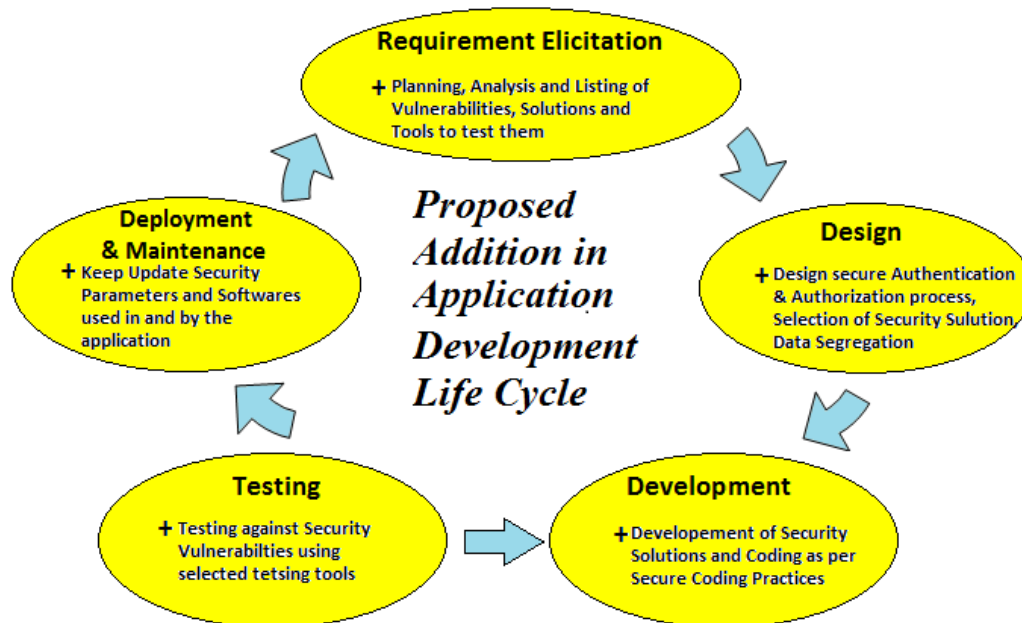 Requirement Elicitation
+ Planning, Analysis and Listing of
Vulnerabilities, Solutions and
Tools to test them
Proposed
Addition in
Application
Development
Life Cycle
Deployment
& Maintenance
+ Keep Update Security
Parameters and Softwares
used in and by the
application
Design
+ Design secure Authentication
& Authorization process,
Selection of Security Sulution,
Data Segregation
Testing
+ Testing against Security
Vulnerabilties using
selected tetsing tools
Development
+ Developement of Security
Solutions and Coding as per
Secure Coding Practices